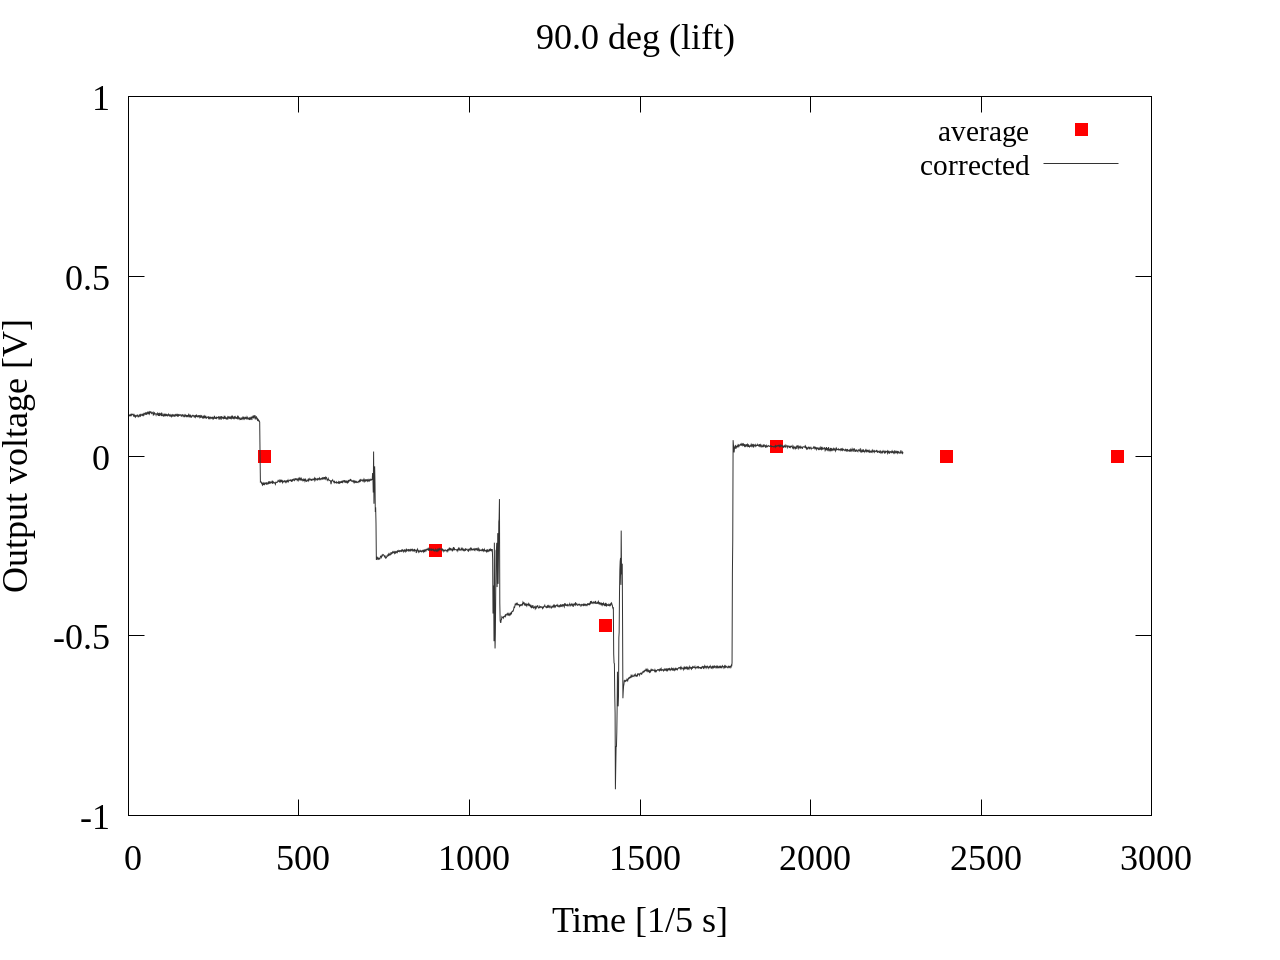 90.0 deg (lift)
average
corrected
1
0.5
0
-0.5
-1
Output voltage [V]
0 500 1000 1500 2000 2500 3000
Time [1/5 s]